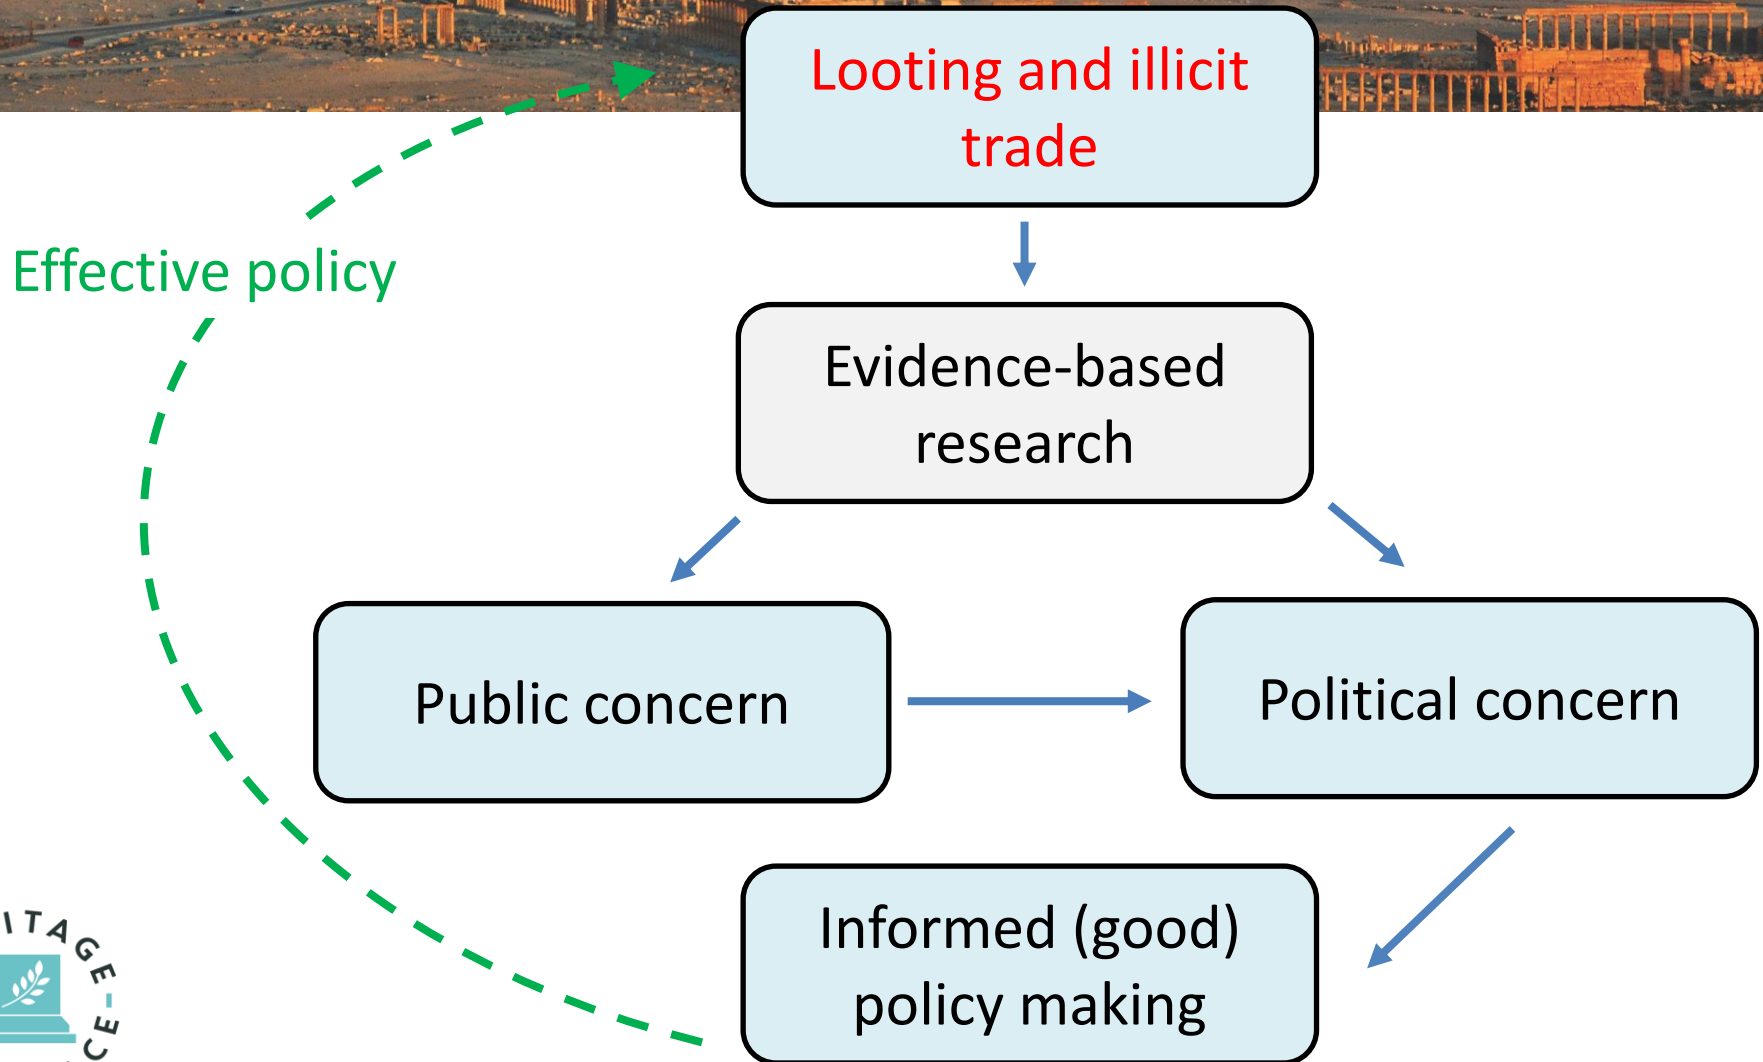 Looting and illicit
trade
Effective policy
Evidence-based
research
Public concern
Political concern
Informed (good)
policy making